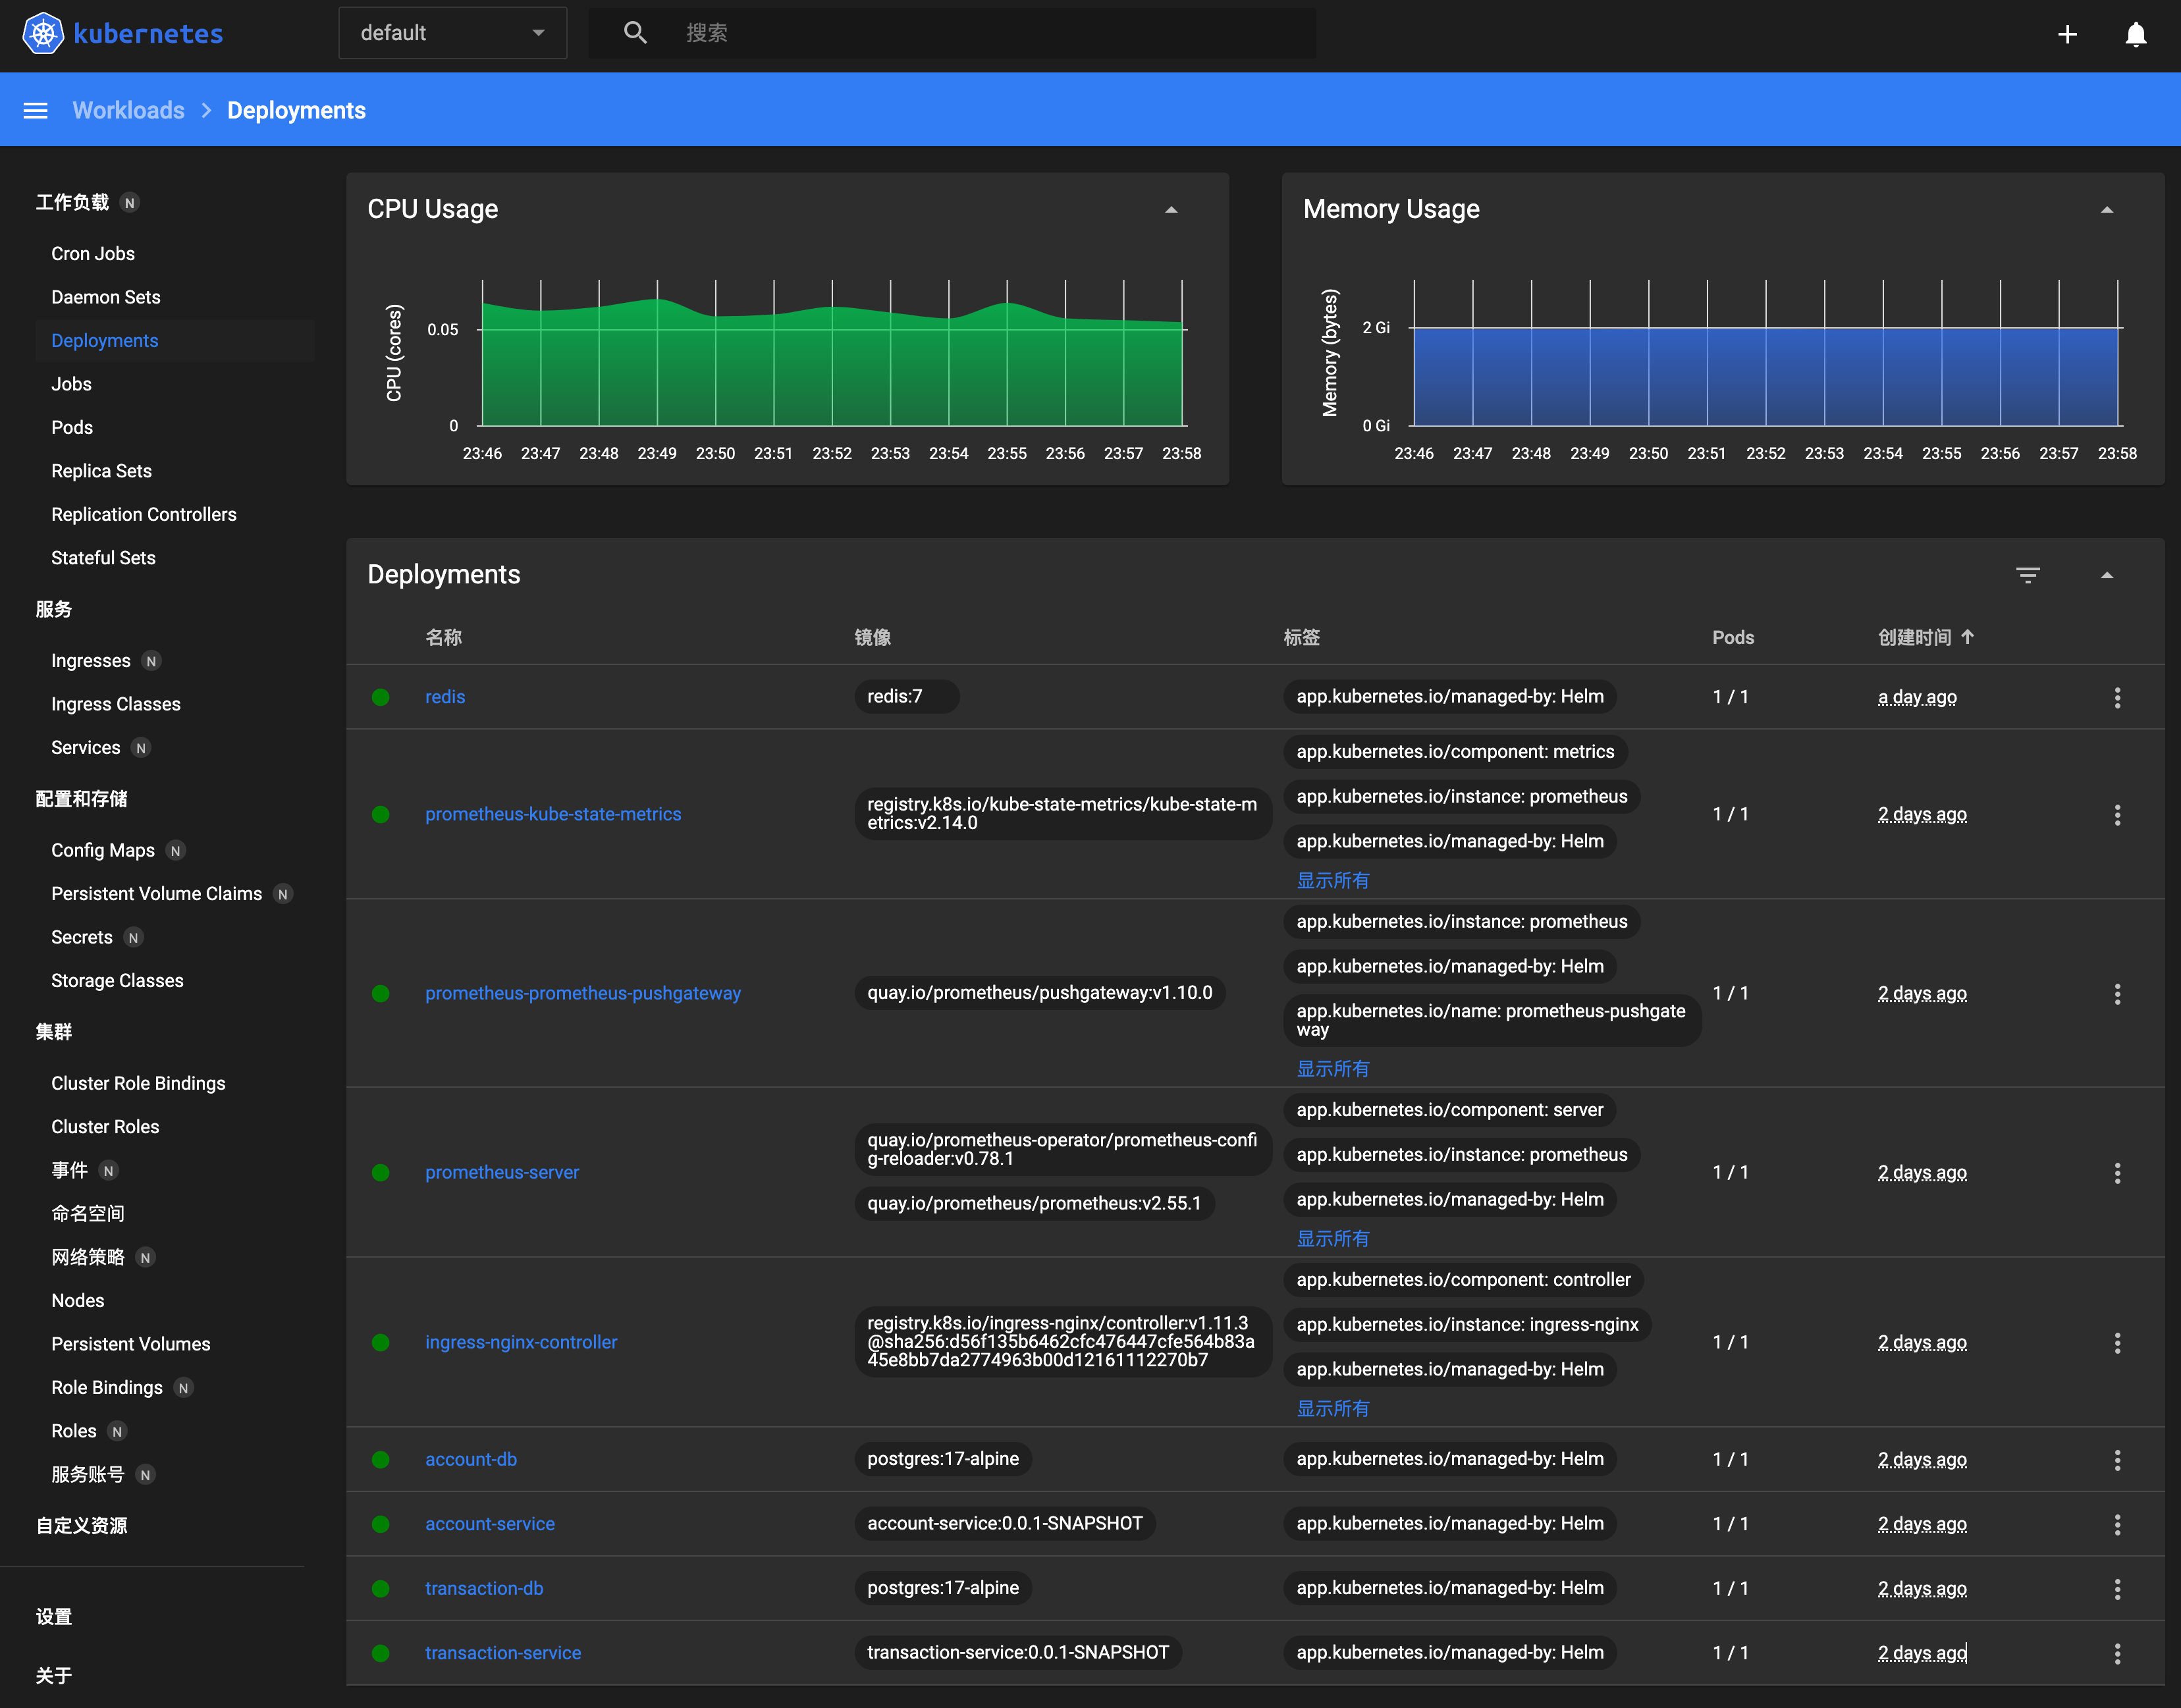 kubernetes
default
搜索
Workloads
Deployments
工作负载 N
Cron Jobs
Daemon Sets
Deployments
Jobs
Pods
Replica Sets
Replication Controllers
Stateful Sets
服务
Ingresses N
Ingress Classes
Services N
配置和存储
Config Maps N
Persistent Volume Claims N
Secrets N
Storage Classes
集群
Cluster Role Bindings
Cluster Roles
事件 N
命名空间
网络策略 N
Nodes
Persistent Volumes
Role Bindings N
Roles N
服务账号 N
自定义资源
设置
关于
CPU Usage
CPU (cores)
0.05
0
23:46 23:47 23:48 23:49 23:50 23:51 23:52 23:53 23:54 23:55 23:56 23:57 23:58
Memory Usage
Memory (bytes)
2 Gi
0 Gi
23:46 23:47 23:48 23:49 23:50 23:51 23:52 23:53 23:54 23:55 23:56 23:57 23:58
Deployments
名称 镜像 标签 Pods 创建时间
redis
redis:7
app.kubernetes.io/managed-by: Helm
1 / 1
a day ago
prometheus-kube-state-metrics
registry.k8s.io/kube-state-metrics/kube-state-m
etrics:v2.14.0
app.kubernetes.io/component: metrics
app.kubernetes.io/instance: prometheus
app.kubernetes.io/managed-by: Helm
显示所有
1 / 1
2 days ago
prometheus-prometheus-pushgateway
quay.io/prometheus/pushgateway:v1.10.0
app.kubernetes.io/instance: prometheus
app.kubernetes.io/managed-by: Helm
app.kubernetes.io/name: prometheus-pushgate
way
显示所有
1 / 1
2 days ago
prometheus-server
quay.io/prometheus-operator/prometheus-confi
g-reloader:v0.78.1
quay.io/prometheus/prometheus:v2.55.1
app.kubernetes.io/component: server
app.kubernetes.io/instance: prometheus
app.kubernetes.io/managed-by: Helm
显示所有
1 / 1
2 days ago
ingress-nginx-controller
registry.k8s.io/ingress-nginx/controller:v1.11.3
@sha256:d56f135b6462cfc476447cfe564b83a
45e8bb7da2774963b00d12161112270b7
app.kubernetes.io/component: controller
app.kubernetes.io/instance: ingress-nginx
app.kubernetes.io/managed-by: Helm
显示所有
1 / 1
2 days ago
account-db
postgres:17-alpine
app.kubernetes.io/managed-by: Helm
1 / 1
2 days ago
account-service
account-service:0.0.1-SNAPSHOT
app.kubernetes.io/managed-by: Helm
1 / 1
2 days ago
transaction-db
postgres:17-alpine
app.kubernetes.io/managed-by: Helm
1 / 1
2 days ago
transaction-service
transaction-service:0.0.1-SNAPSHOT
app.kubernetes.io/managed-by: Helm
1 / 1
2 days ago